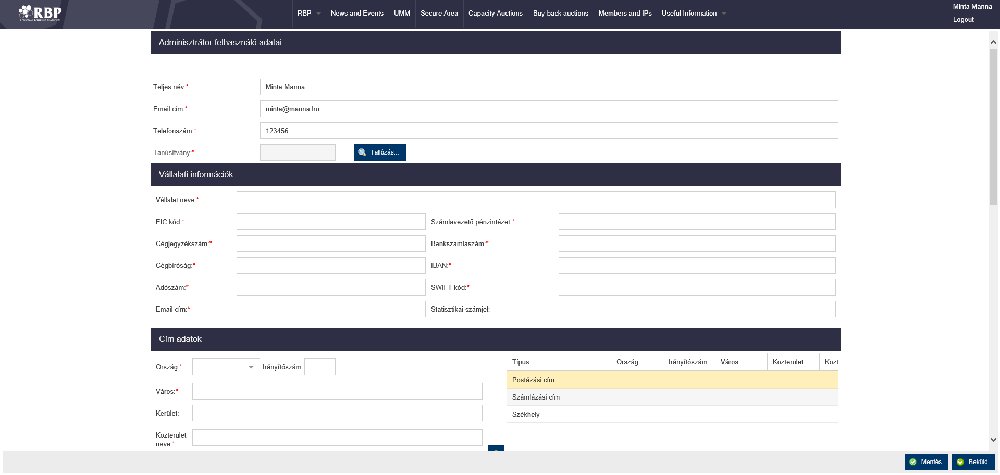 RBP
REGIONAL BOOKING PLATFORM
RBP
News and Events
UMM
Secure Area
Capacity Auctions
Buy-back auctions
Members and IPs
Useful Information
Minta Manna
Logout
Adminisztrátor felhasználó adatai
Teljes név:* Minta Manna
Email cím:* minta@manna.hu
Telefonszám:* 123456
Tanúsítvány:* Tallózás...
Vállalati információk
Vállalat neve:*
EIC kód:* Számlavezető pénzintézet:*
Cégjegyzékszám:* Bankszámlaszám:*
Cégbíróság:* IBAN:*
Adószám:* SWIFT kód:*
Email cím:* Statisztikai számjel:
Cím adatok
Ország:* Irányítószám:
Város:*
Kerület:
Közterület
neve:*
Típus Ország Irányítószám Város Közterület... Közt
Postázási cím
Számlázási cím
Székhely
Mentés Beküld